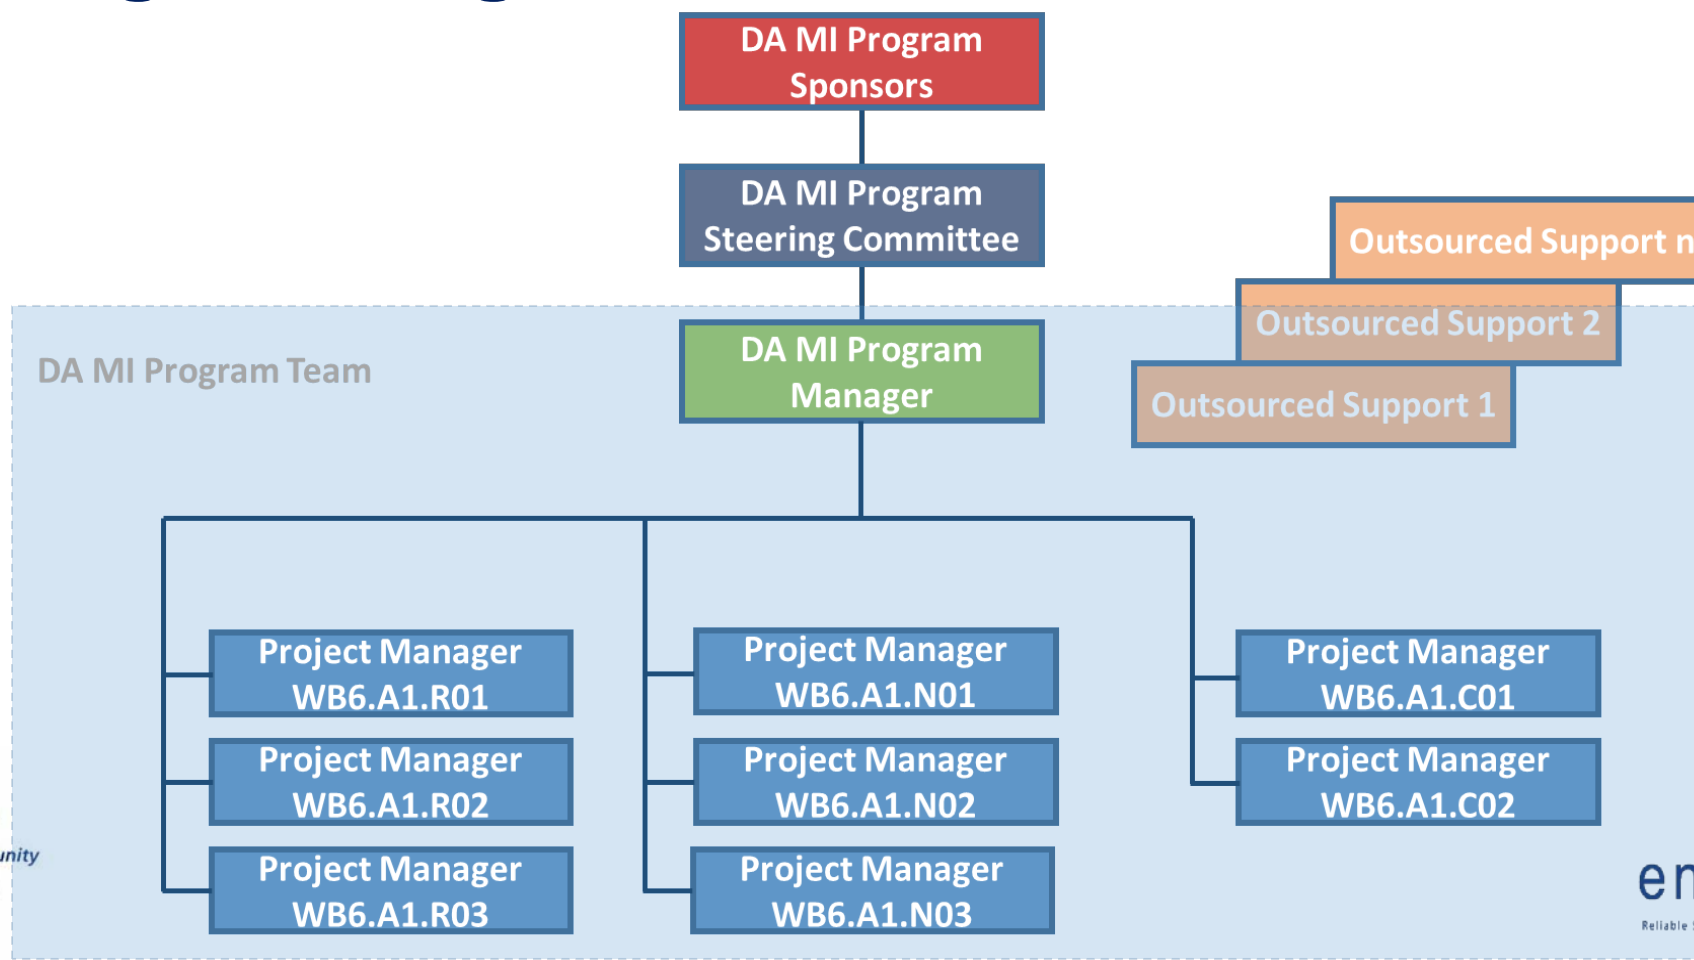 DA MI Program
Sponsors
DA MI Program
Steering Committee
Outsourced Support n
Outsourced Support 2
Outsourced Support 1
DA MI Program
Manager
DA MI Program Team
Project Manager
WB6.A1.R01
Project Manager
WB6.A1.N01
Project Manager
WB6.A1.C01
Project Manager
WB6.A1.R02
Project Manager
WB6.A1.N02
Project Manager
WB6.A1.C02
Project Manager
WB6.A1.R03
Project Manager
WB6.A1.N03
Reliable